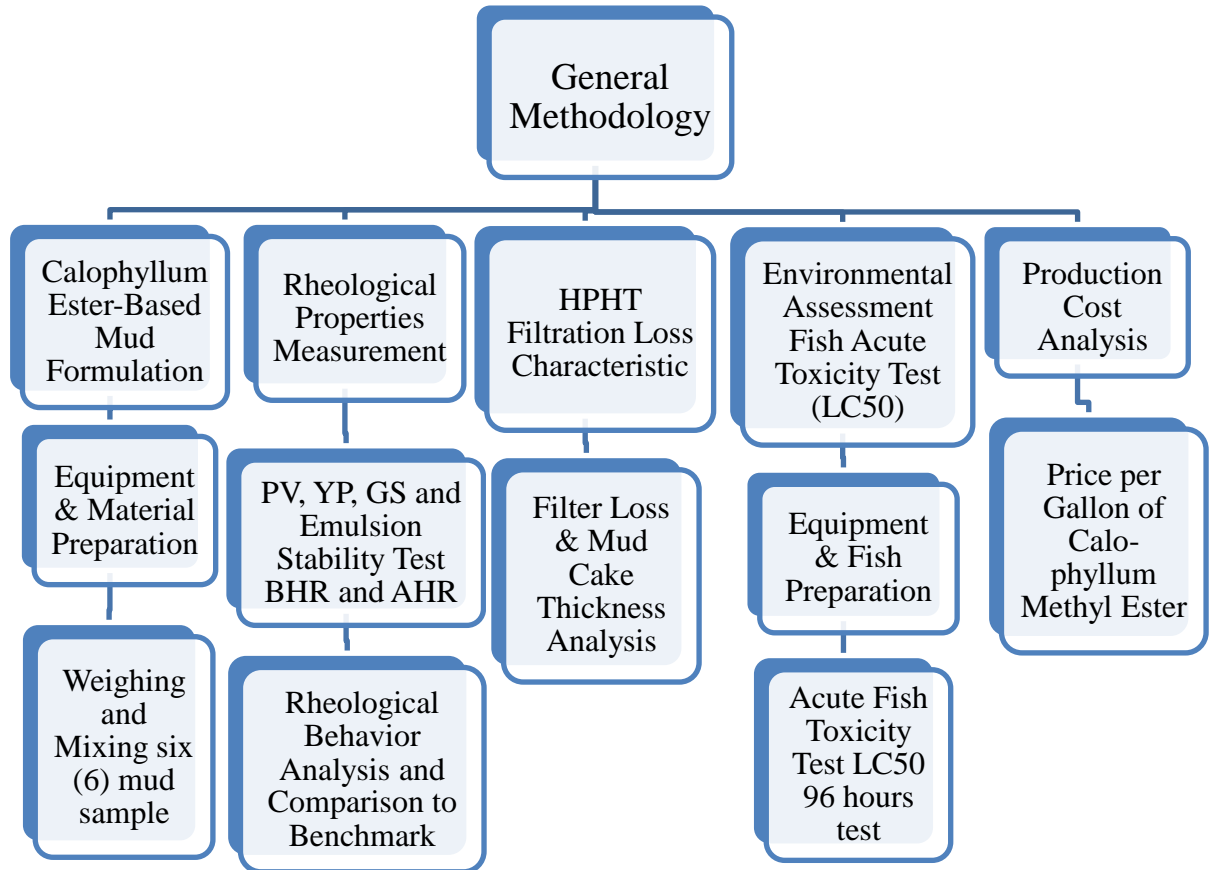 General
Methodology
Calophyllum
Ester-Based
Mud
Formulation
Equipment
& Material
Preparation
Weighing
and
Mixing six
(6) mud
sample
Rheological
Properties
Measurement
PV, YP, GS and
Emulsion
Stability Test
BHR and AHR
Rheological
Behavior
Analysis and
Comparison to
Benchmark
HPHT
Filtration Loss
Characteristic
Filter Loss
& Mud
Cake
Thickness
Analysis
Environmental
Assessment
Fish Acute
Toxicity Test
(LC50)
Equipment
& Fish
Preparation
Acute Fish
Toxicity
Test LC50
96 hours
test
Production
Cost
Analysis
Price per
Gallon of
Calo-
phyllum
Methyl Ester